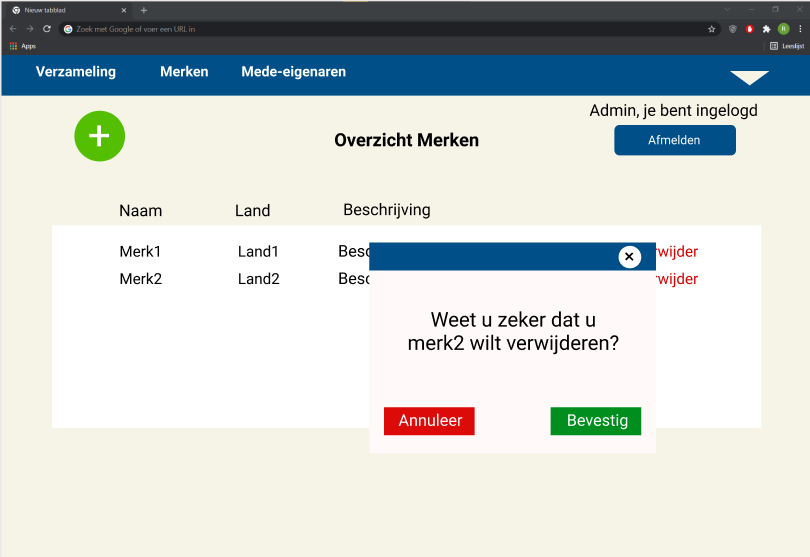 Nieuw tabblad
Zoek met Google of voer een URL in
R
Apps
Leeslijst
Verzameling Merken Mede-eigenaren
Admin, je bent ingelogd
Overzicht Merken
Afmelden
Naam Land Beschrijving
Merk1 Land1 Besc wijder
Merk2 Land2 Besc wijder
Weet u zeker dat u
merk2 wilt verwijderen?
Annuleer Bevestig